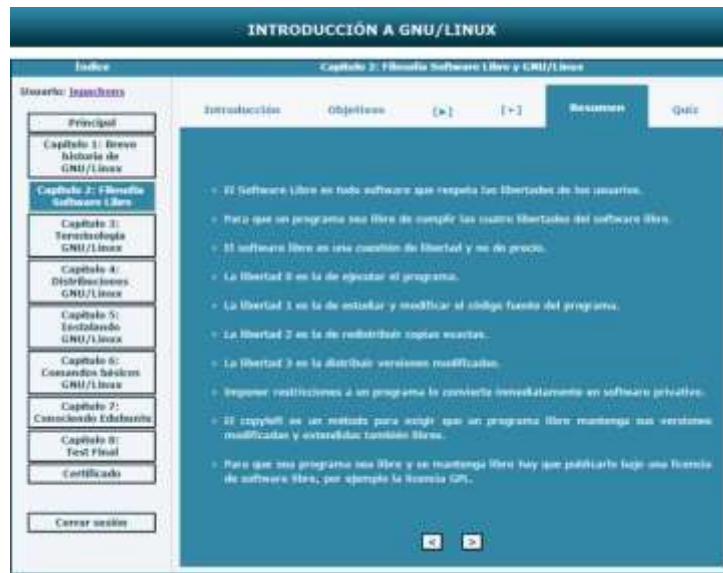 INTRODUCCIÓN A GNU/LINUX
Índice
Capítulo 2: Filosofía Software Libre y GNU/Linux
Usuario:
Introducción
Objetivos
[►]
[+]
Resumen
Quiz
Principal
Capítulo 1: Breve
historia de
GNU/Linux
Capítulo 2: Filosofía
Software Libre
Capítulo 3:
Terminología
GNU/Linux
Capítulo 4:
Distribuciones
GNU/Linux
Capítulo 5:
Instalando
GNU/Linux
Capítulo 6:
Comandos básicos
GNU/Linux
Capítulo 7:
Conociendo Edubuntu
Capítulo 8:
Test Final
Certificado
Cerrar sesión
El Software Libre es todo software que respeta las libertades de los usuarios.
Para que un programa sea libre de cumplir las cuatro libertades del software libre.
El software libre es una cuestión de libertad y no de precio.
La libertad 0 es la de ejecutar el programa.
La libertad 1 es la de estudiar y modificar el código fuente del programa.
La libertad 2 es la de redistribuir copias exactas.
La libertad 3 es la distribuir versiones modificadas.
Imponer restricciones a un programa lo convierte inmediatamente en software privativo.
El copyleft es un método para exigir que un programa libre mantenga sus versiones
modificadas y extendidas también libres.
Para que sea programa sea libre y se mantenga libre hay que publicarlo bajo una licencia
de software libre, por ejemplo la licencia GPL.
<
>